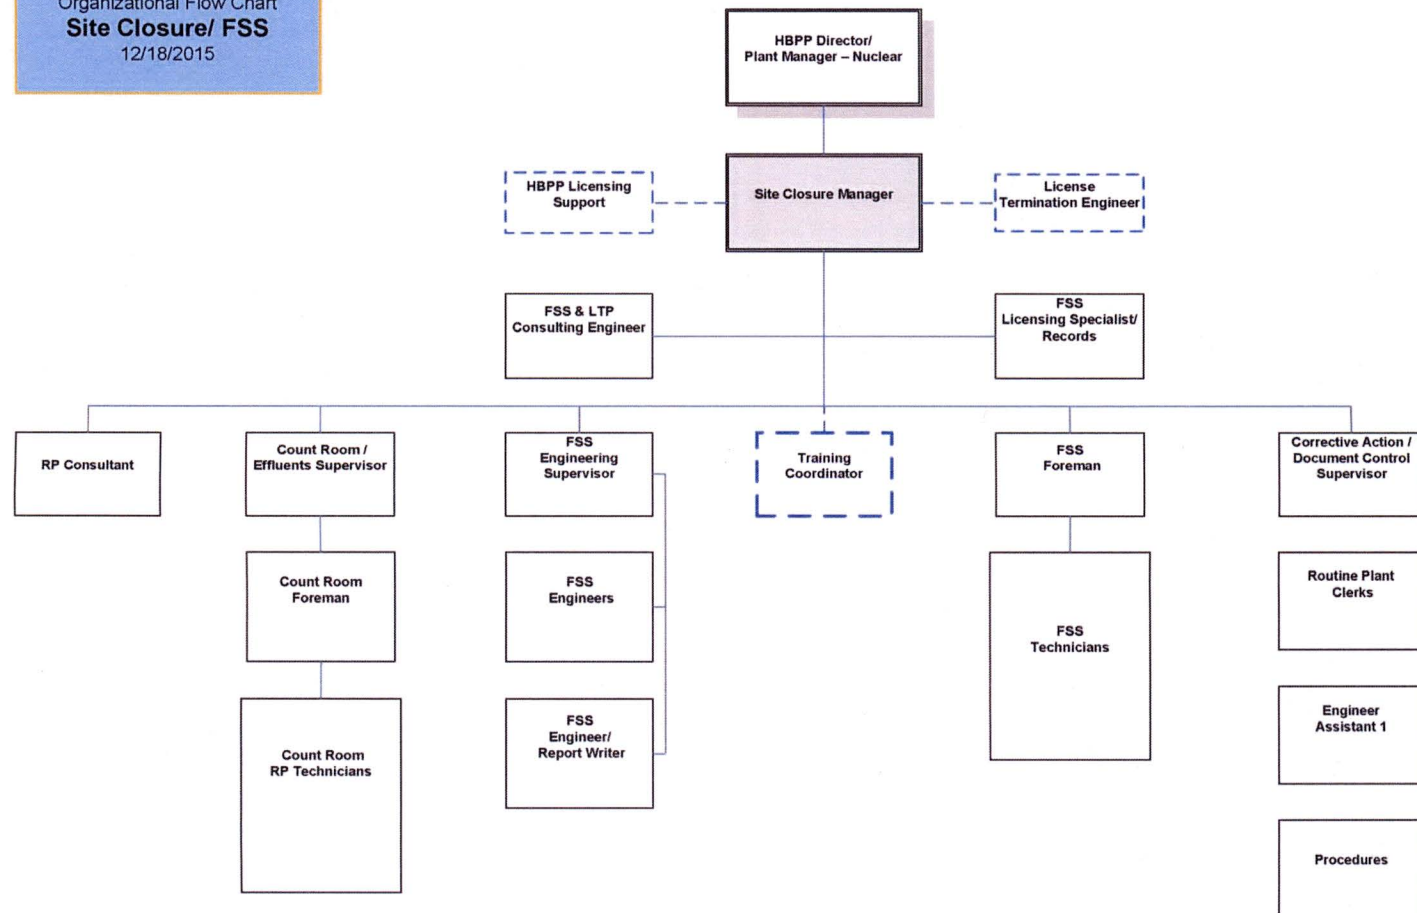 Organizational Flow Chart
Site Closure/ FSS
12/18/2015
HBPP Director/
Plant Manager – Nuclear
HBPP Licensing
Support
Site Closure Manager
License
Termination Engineer
FSS & LTP
Consulting Engineer
FSS
Licensing Specialist/
Records
RP Consultant
Count Room /
Effluents Supervisor
FSS
Engineering
Supervisor
Training
Coordinator
FSS
Foreman
Corrective Action /
Document Control
Supervisor
Count Room
Foreman
FSS
Engineers
FSS
Technicians
Routine Plant
Clerks
Count Room
RP Technicians
FSS
Engineer/
Report Writer
Engineer
Assistant 1
Procedures